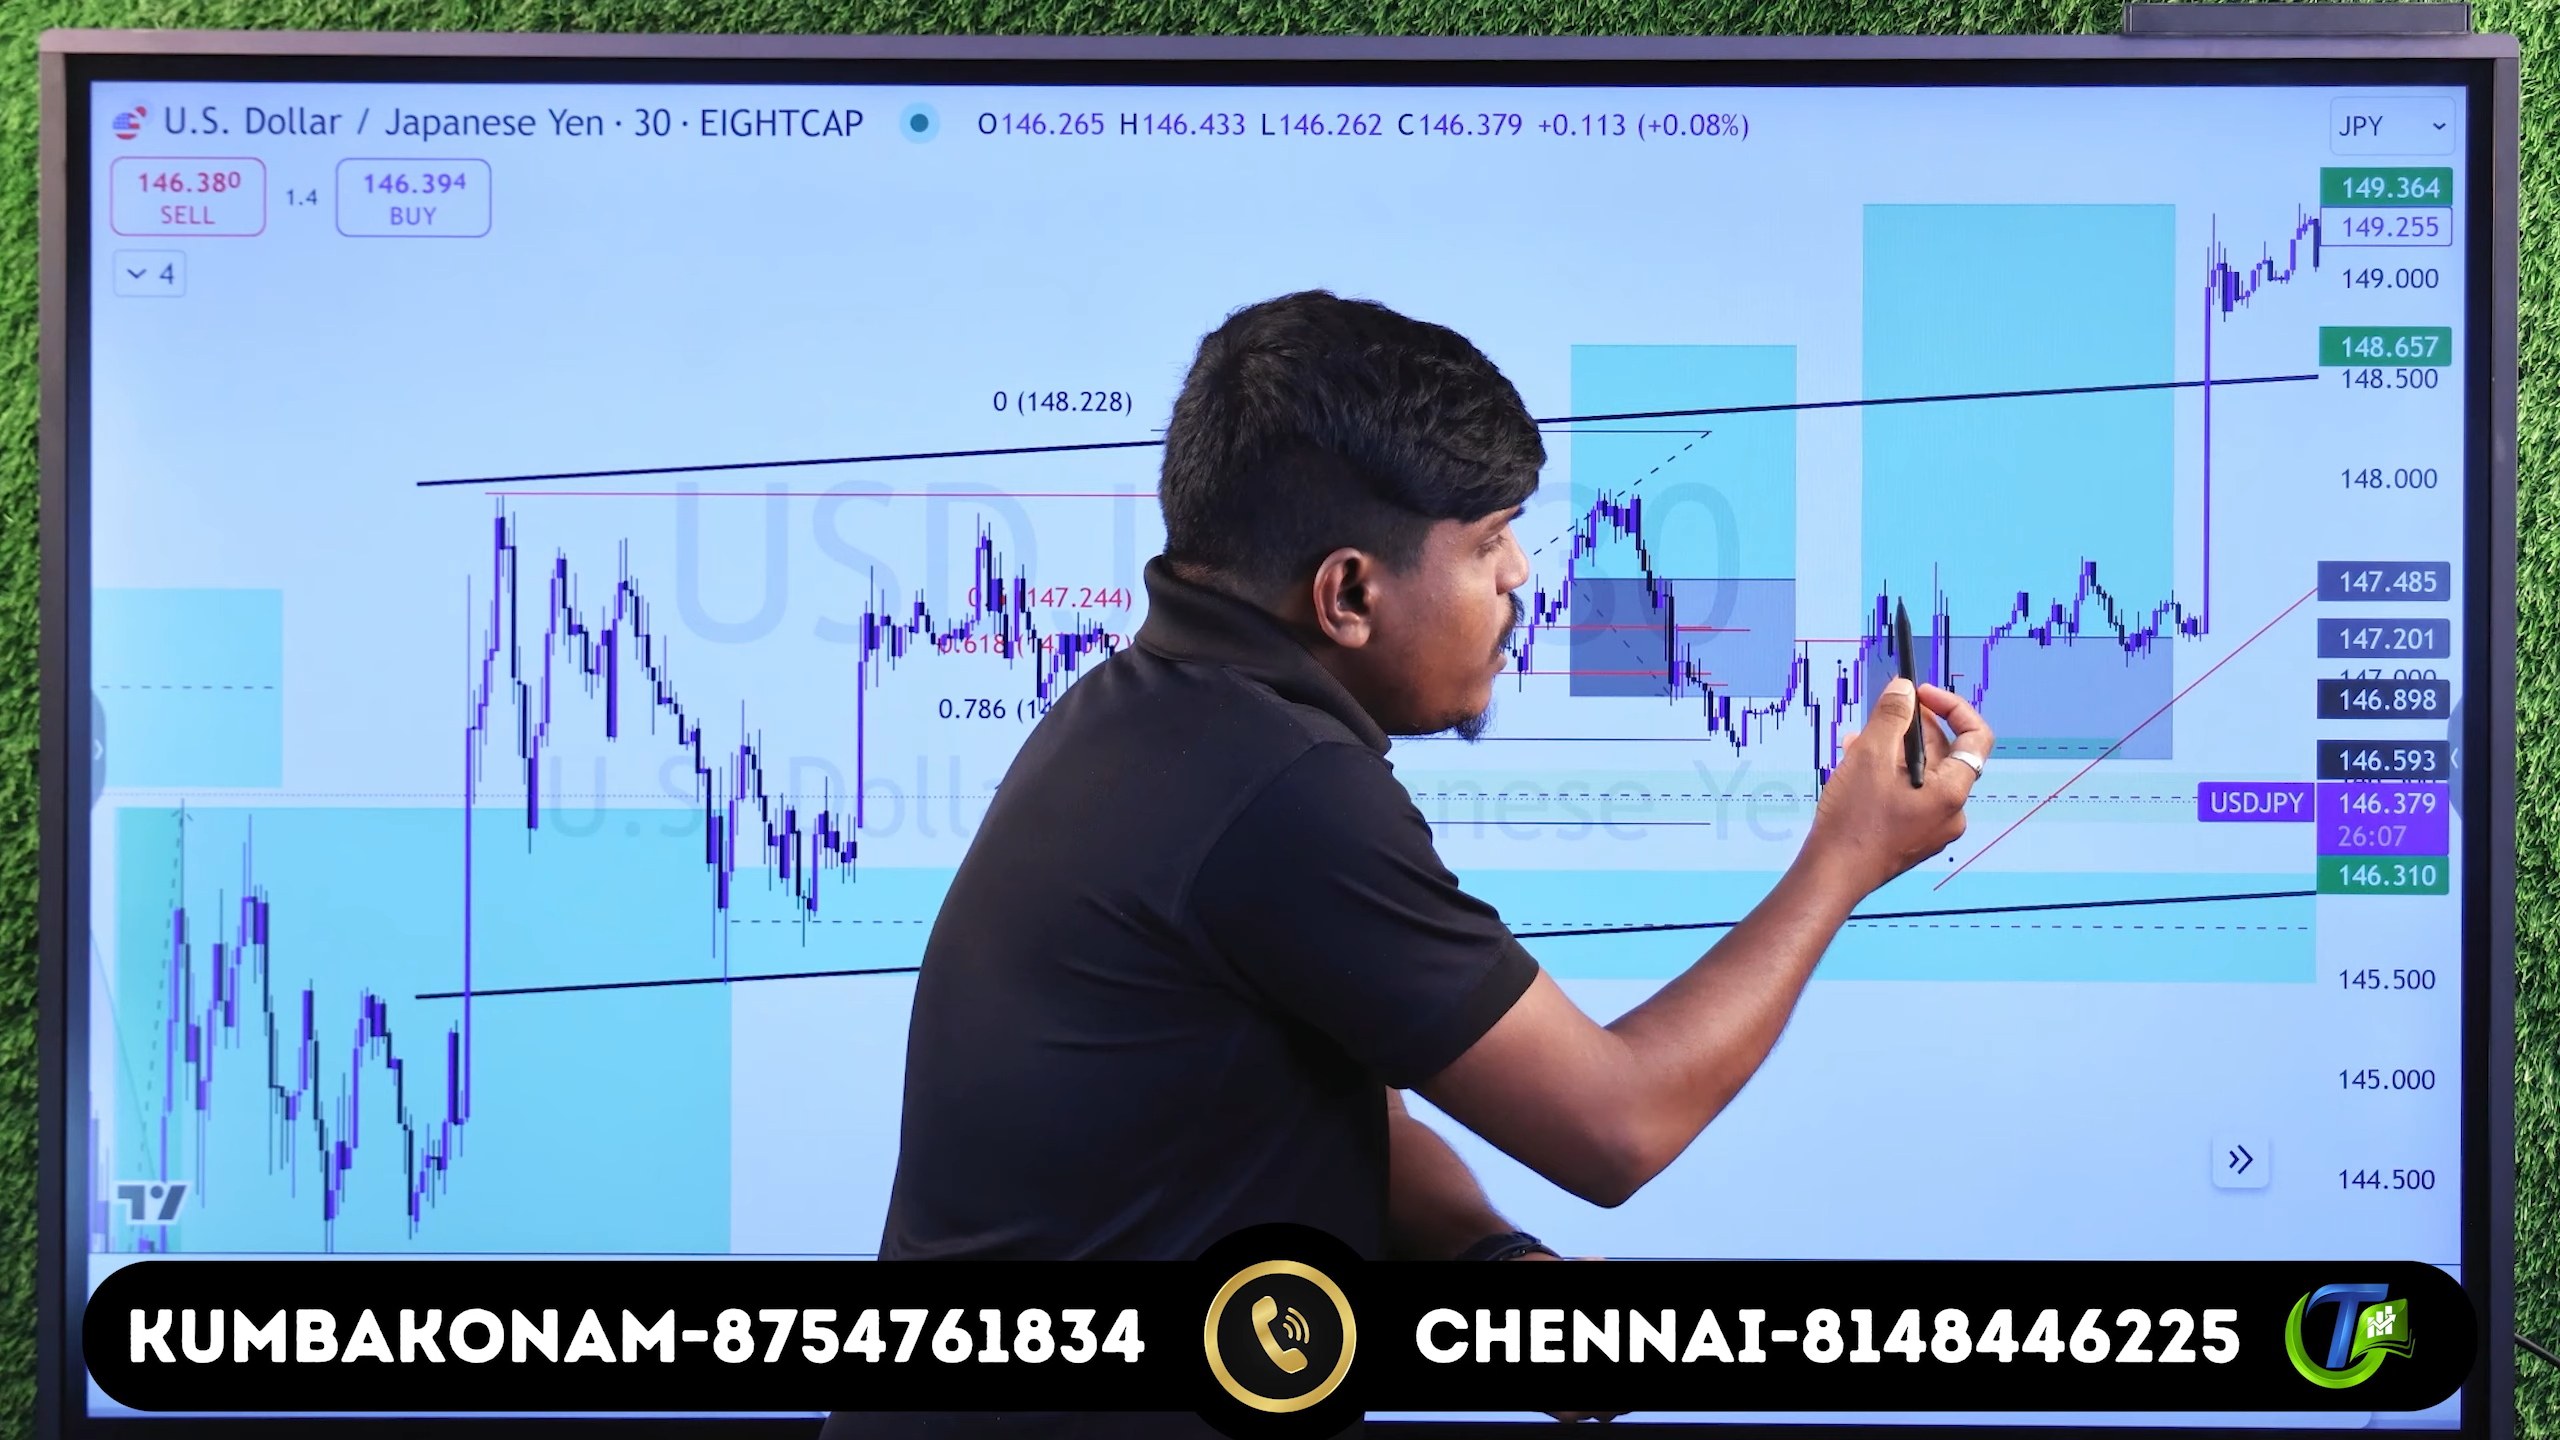 U.S. Dollar / Japanese Yen · 30 · EIGHTCAP
O146.265 H146.433 L146.262 C146.379 +0.113 (+0.08%)
JPY
146.380
SELL
1.4
146.394
BUY
4
149.364
149.255
149.000
148.657
148.500
148.000
147.485
147.201
146.898
146.593
USDJPY
146.379
26:07
146.310
145.500
145.000
144.500
0 (148.228)
(147.244)
0.618
0.786
U.S. Dollar
KUMBAKONAM-8754761834
CHENNAI-8148446225